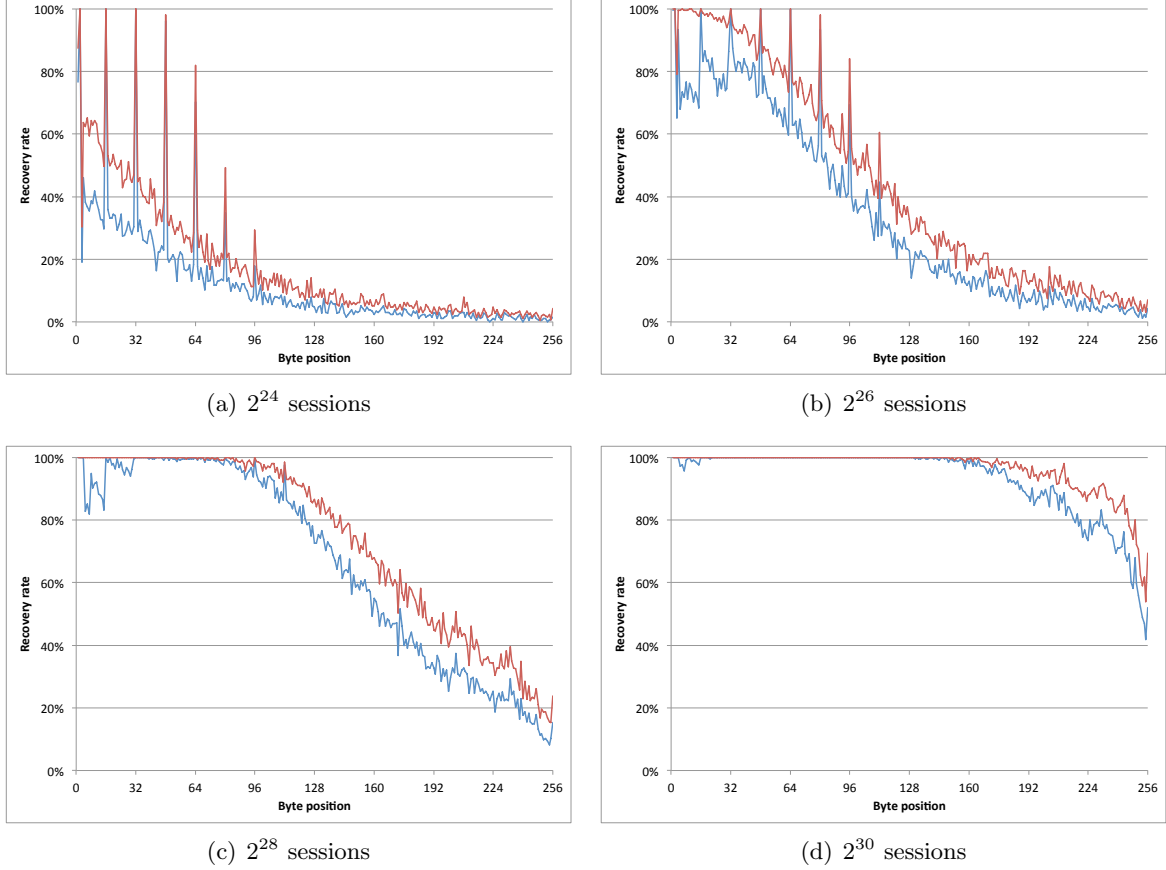 100%
80%
60%
40%
20%
0%
Recovery rate
0 32 64 96 128 160 192 224 256
Byte position
(a) 2^24 sessions
100%
80%
60%
40%
20%
0%
Recovery rate
0 32 64 96 128 160 192 224 256
Byte position
(b) 2^26 sessions
100%
80%
60%
40%
20%
0%
Recovery rate
0 32 64 96 128 160 192 224 256
Byte position
(c) 2^28 sessions
100%
80%
60%
40%
20%
0%
Recovery rate
0 32 64 96 128 160 192 224 256
Byte position
(d) 2^30 sessions